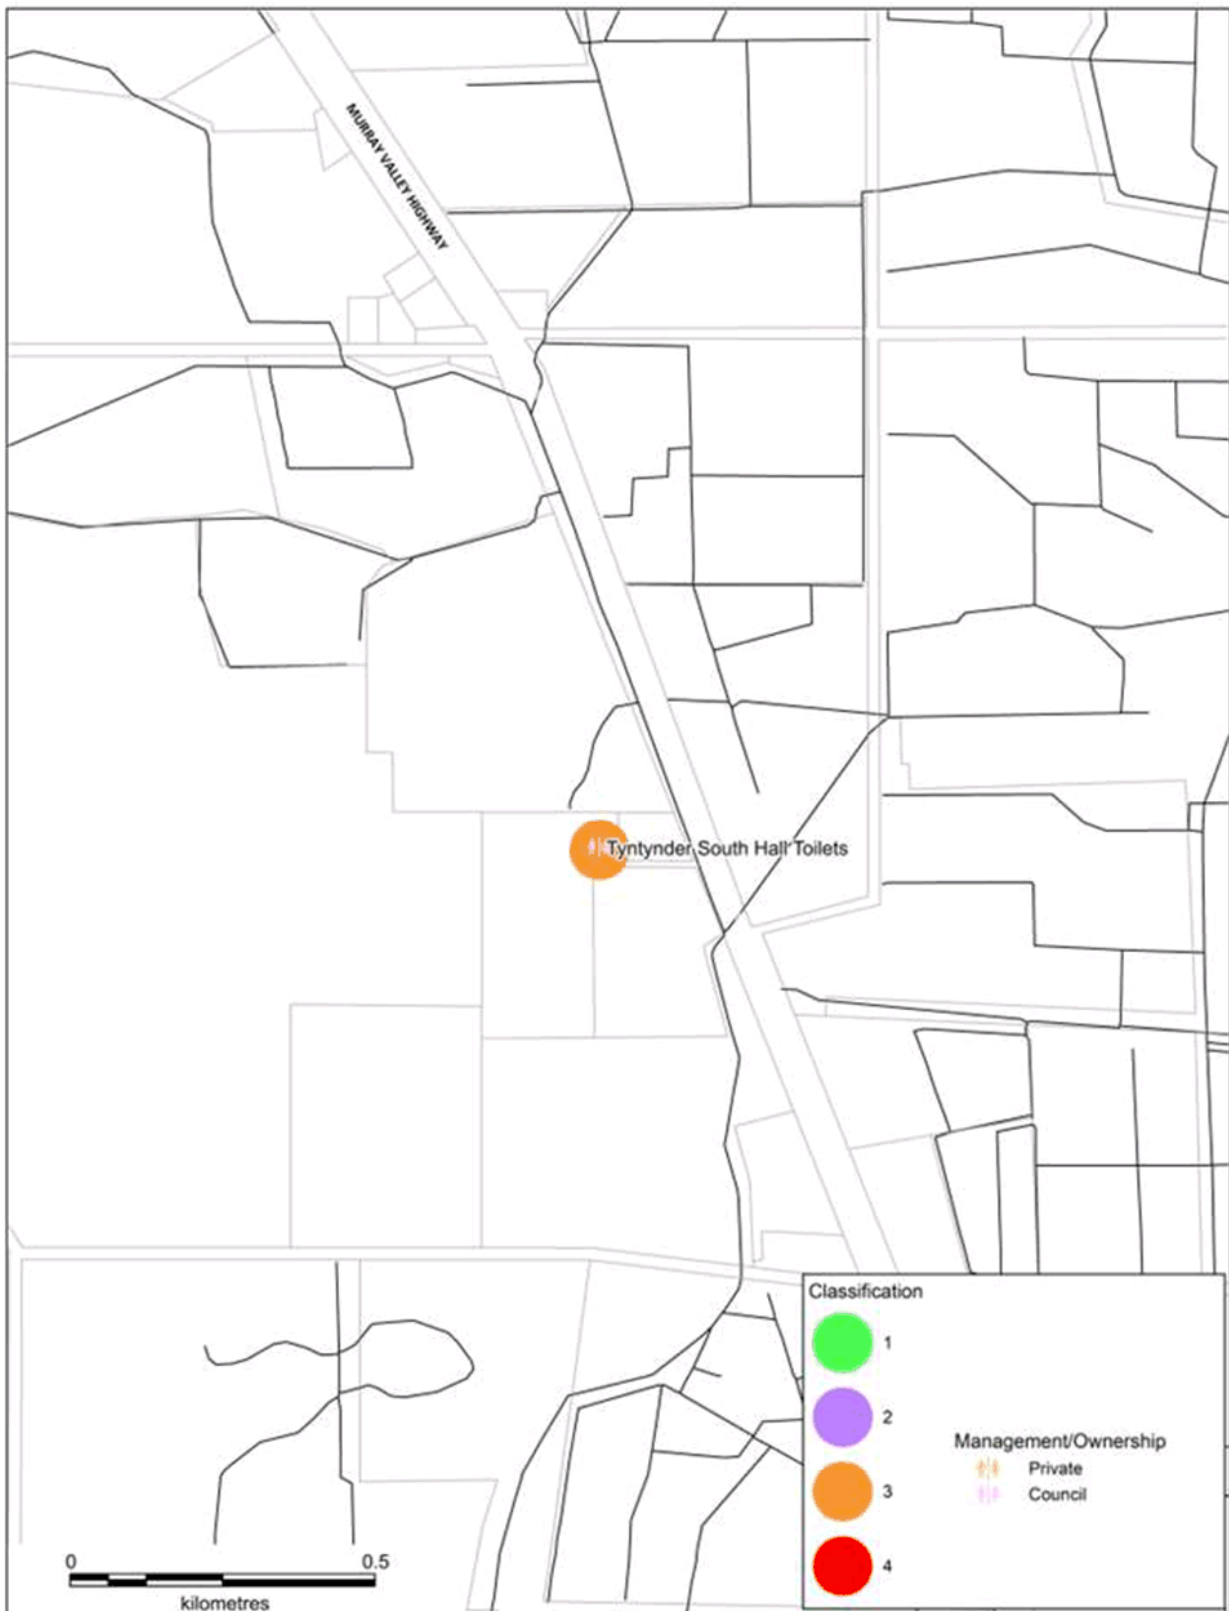 MURRAY VALLEY HIGHWAY
Tyntynder South Hall Toilets
Classification
1
2
3
4
Management/Ownership
Private
Council
0 0.5
kilometres